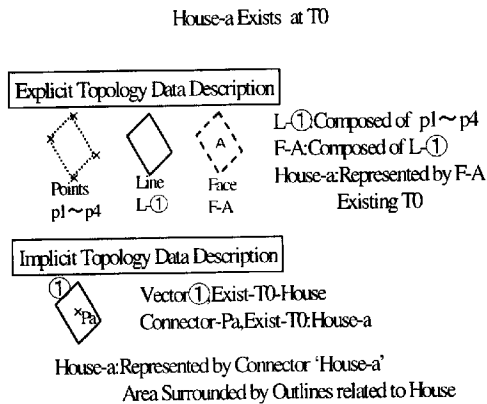 House-a Exists at T0
Explicit Topology Data Description
A
Points
p1~p4
Line
L-①
Face
F-A
L-①:Composed of p1~p4
F-A:Composed of L-①
House-a:Represented by F-A
Existing T0
Implicit Topology Data Description
①
Pa
Vector①,Exist-T0-House
Connector-Pa,Exist-T0:House-a
House-a:Represented by Connector 'House-a'
Area Surrounded by Outlines related to House